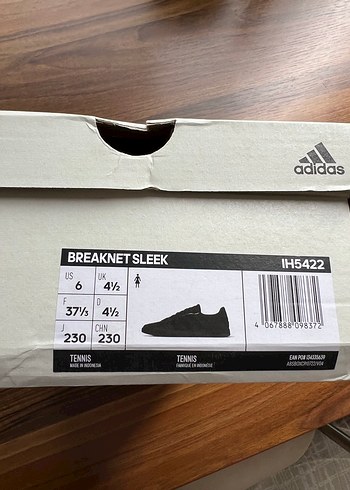 adidas
BREAKNET SLEEK IH5422
US 6 UK 4½
F 37⅓ D 4½
J 230 CHN 230
4 067888 098372
TENNIS
MADE IN INDONESIA
TENNIS
FABRIQUÉ EN INDONÉSIE